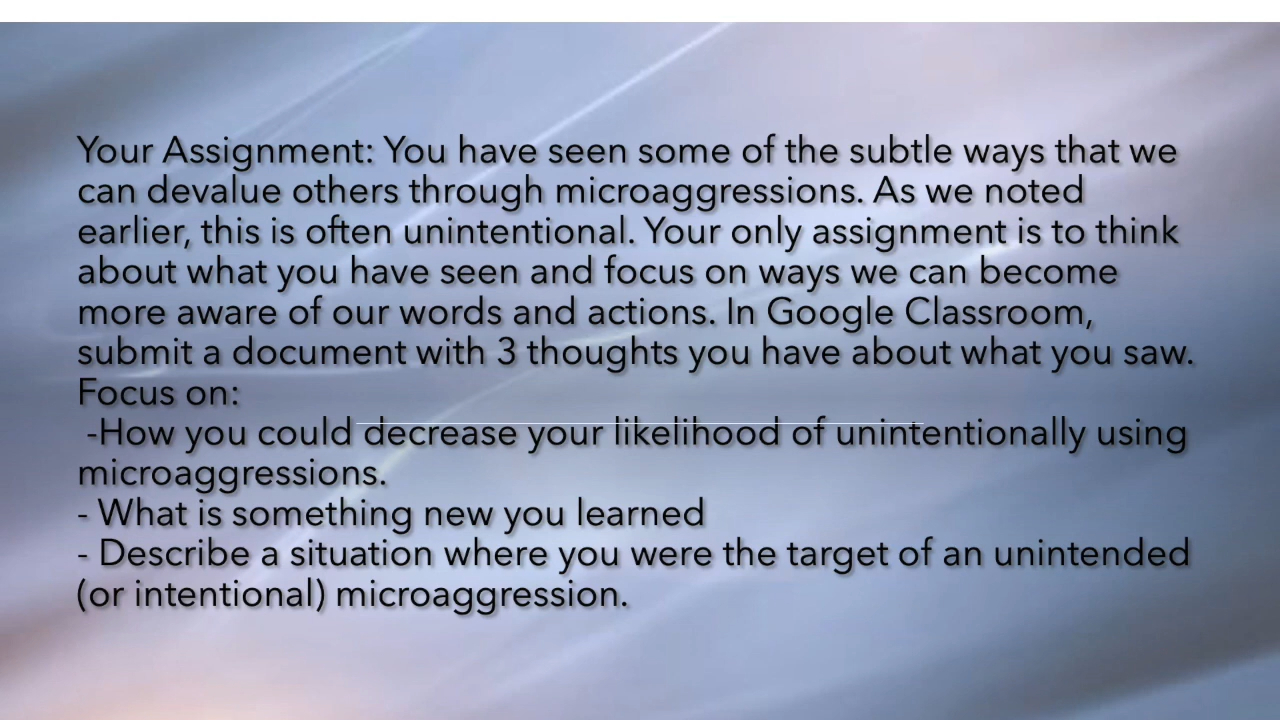 Your Assignment: You have seen some of the subtle ways that we
can devalue others through microaggressions. As we noted
earlier, this is often unintentional. Your only assignment is to think
about what you have seen and focus on ways we can become
more aware of our words and actions. In Google Classroom,
submit a document with 3 thoughts you have about what you saw.
Focus on:
-How you could decrease your likelihood of unintentionally using
microaggressions.
- What is something new you learned
- Describe a situation where you were the target of an unintended
(or intentional) microaggression.